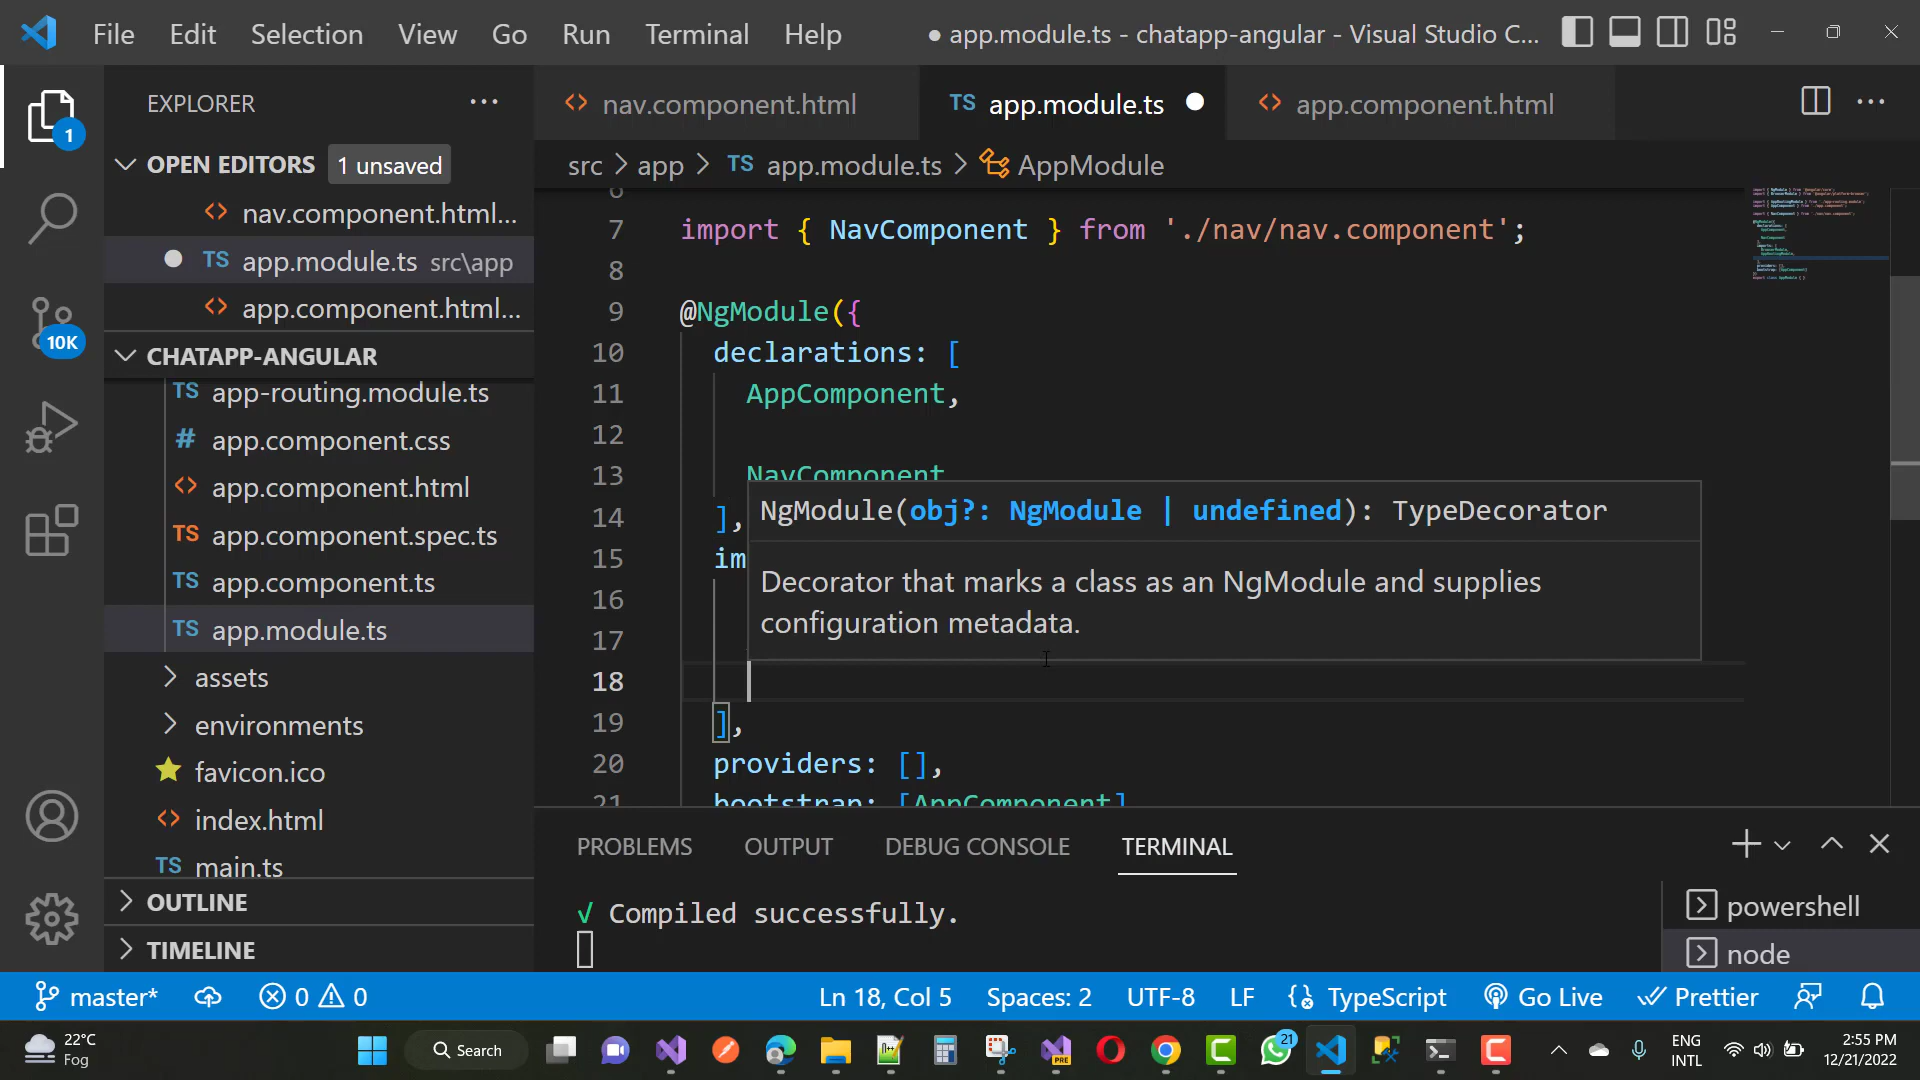 File Edit Selection View Go Run Terminal Help
● app.module.ts - chatapp-angular - Visual Studio C...
EXPLORER
OPEN EDITORS 1 unsaved
nav.component.html...
TS app.module.ts src\app
app.component.html...
CHATAPP-ANGULAR
TS app-routing.module.ts
# app.component.css
app.component.html
TS app.component.spec.ts
TS app.component.ts
TS app.module.ts
assets
environments
favicon.ico
index.html
TS main.ts
OUTLINE
TIMELINE
1
10K
nav.component.html
TS app.module.ts
app.component.html
src > app > TS app.module.ts > AppModule
6
7 import { NavComponent } from './nav/nav.component';
8
9 @NgModule({
10 declarations: [
11 AppComponent,
12
13 NavComponent
14 ],
15 im
16
17
18
19 ],
20 providers: [],
21 bootstrap: [AppComponent]
NgModule(obj?: NgModule | undefined): TypeDecorator
Decorator that marks a class as an NgModule and supplies
configuration metadata.
PROBLEMS OUTPUT DEBUG CONSOLE TERMINAL
√ Compiled successfully.
powershell
node
master* 0 0 Ln 18, Col 5 Spaces: 2 UTF-8 LF TypeScript Go Live Prettier
22°C
Fog
Search
PRE
21
ENG
INTL
2:55 PM
12/21/2022